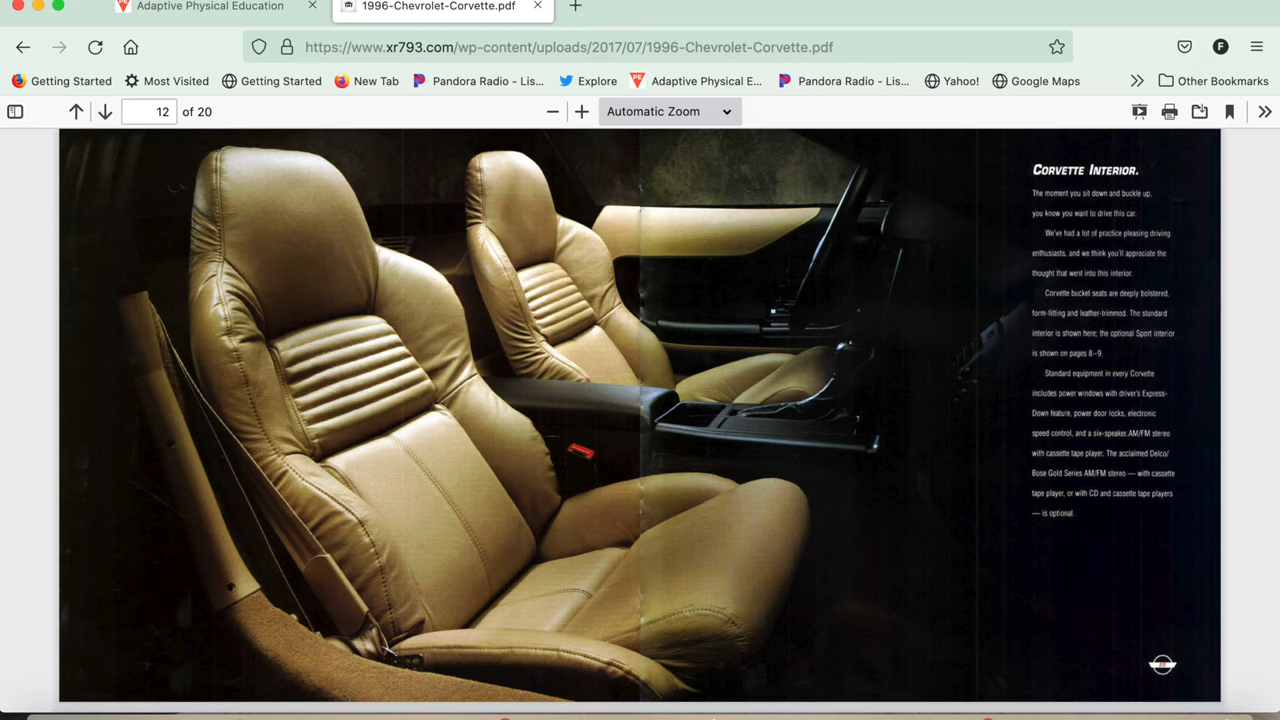 Adaptive Physical Education
1996-Chevrolet-Corvette.pdf
https://www.xr793.com/wp-content/uploads/2017/07/1996-Chevrolet-Corvette.pdf
F
Getting Started
Most Visited
Getting Started
New Tab
Pandora Radio - Lis...
Explore
Adaptive Physical E...
Pandora Radio - Lis...
Yahoo!
Google Maps
Other Bookmarks
12 of 20
Automatic Zoom
CORVETTE INTERIOR.
The moment you sit down and buckle up,
you know you want to drive this car.
We've had a lot of practice pleasing driving
enthusiasts, and we think you'll appreciate the
thought that went into this interior.
Corvette bucket seats are deeply bolstered,
form-fitting and leather-trimmed. The standard
interior is shown here; the optional Sport interior
is shown on pages 8–9.
Standard equipment in every Corvette
includes power windows with driver's Express-
Down feature, power door locks, electronic
speed control, and a six-speaker AM/FM stereo
with cassette tape player. The acclaimed Delco/
Bose Gold Series AM/FM stereo — with cassette
tape player, or with CD and cassette tape players
— is optional.